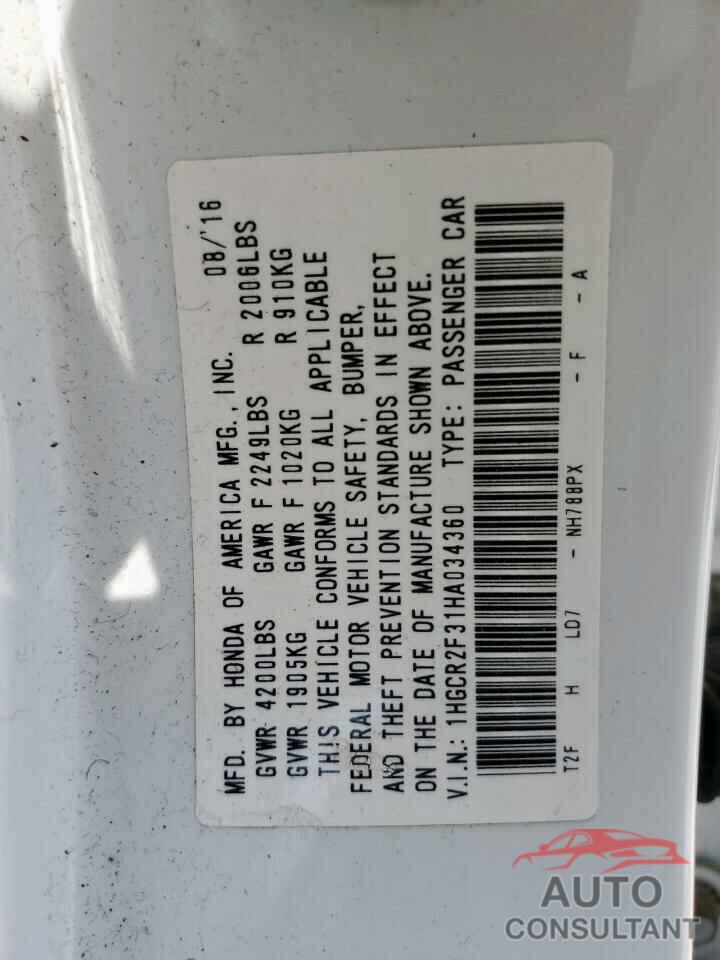 MFD. BY HONDA OF AMERICA MFG., INC. 08/'16
GVWR 4200LBS GAWR F 2249LBS R 2006LBS
GVWR 1905KG GAWR F 1020KG R 910KG
THIS VEHICLE CONFORMS TO ALL APPLICABLE
FEDERAL MOTOR VEHICLE SAFETY, BUMPER,
AND THEFT PREVENTION STANDARDS IN EFFECT
ON THE DATE OF MANUFACTURE SHOWN ABOVE.
V.I.N.: 1HGCR2F31HA034360 TYPE: PASSENGER CAR
T2F H LD7 - NH788PX - F - A
AUTO
CONSULTANT